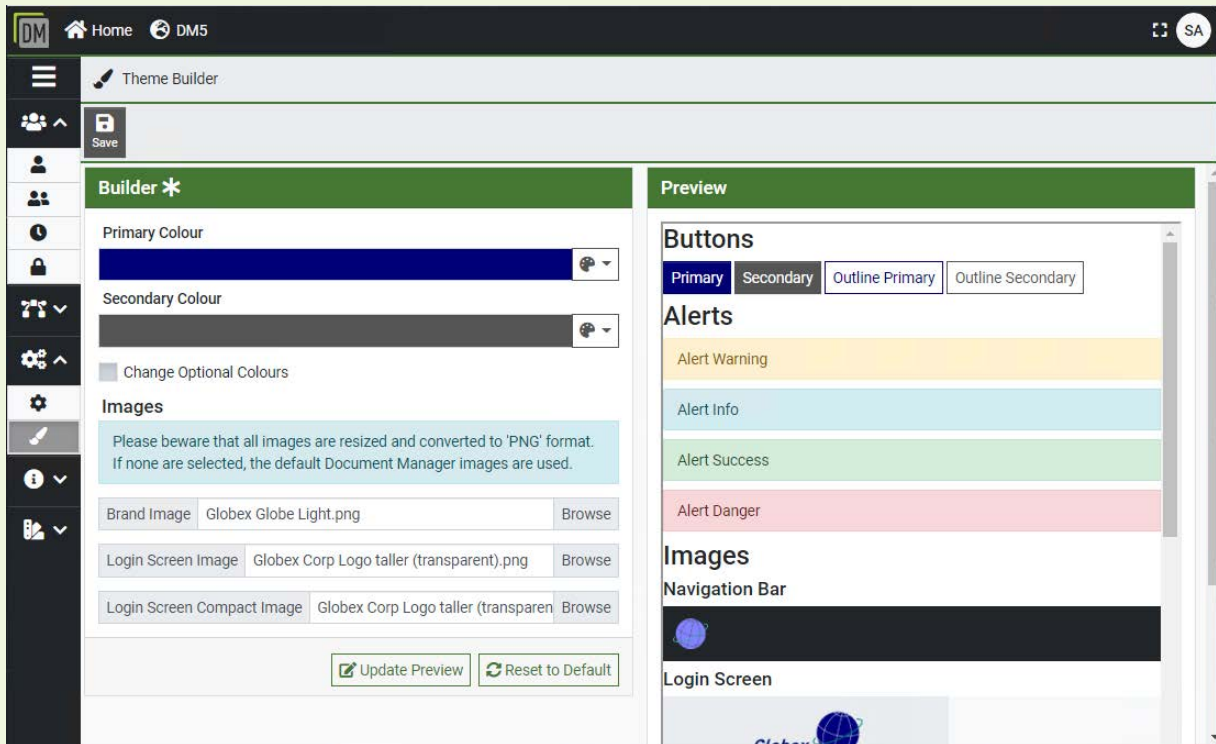 DM Home DM5 SA
Theme Builder
Save
Builder
Primary Colour
Secondary Colour
Change Optional Colours
Images
Please beware that all images are resized and converted to 'PNG' format.
If none are selected, the default Document Manager images are used.
Brand Image Globex Globe Light.png Browse
Login Screen Image Globex Corp Logo taller (transparent).png Browse
Login Screen Compact Image Globex Corp Logo taller (transparen Browse
Update Preview Reset to Default
Preview
Buttons
Primary Secondary Outline Primary Outline Secondary
Alerts
Alert Warning
Alert Info
Alert Success
Alert Danger
Images
Navigation Bar
Login Screen
Globex